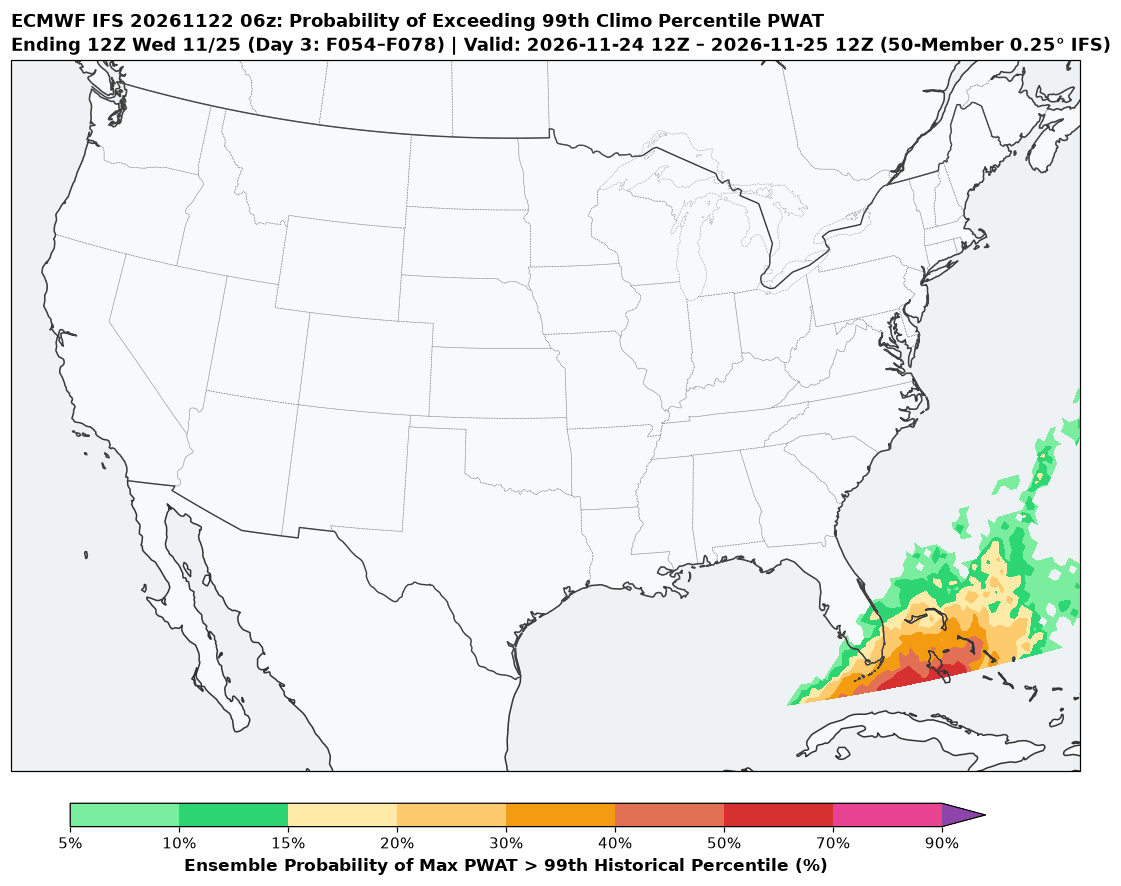 ECMWF IFS 20261122 06z: Probability of Exceeding 99th Climo Percentile PWAT
Ending 12Z Wed 11/25 (Day 3: F054–F078) | Valid: 2026-11-24 12Z – 2026-11-25 12Z (50-Member 0.25° IFS)
5% 10% 15% 20% 30% 40% 50% 70% 90%
Ensemble Probability of Max PWAT > 99th Historical Percentile (%)